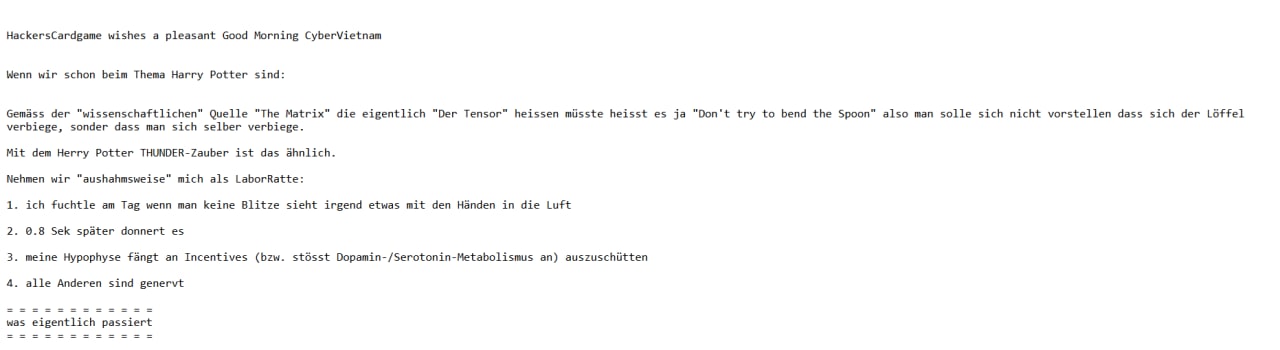 HackersCardgame wishes a pleasant Good Morning CyberVietnam
Wenn wir schon beim Thema Harry Potter sind:
Gemäss der "wissenschaftlichen" Quelle "The Matrix" die eigentlich "Der Tensor" heissen müsste heisst es ja "Don't try to bend the Spoon" also man solle sich nicht vorstellen dass sich der Löffel
verbiege, sonder dass man sich selber verbiege.
Mit dem Herry Potter THUNDER-Zauber ist das ähnlich.
Nehmen wir "aushahmsweise" mich als LaborRatte:
1. ich fuchtle am Tag wenn man keine Blitze sieht irgend etwas mit den Händen in die Luft
2. 0.8 Sek später donnert es
3. meine Hypophyse fängt an Incentives (bzw. stösst Dopamin-/Serotonin-Metabolismus an) auszuschütten
4. alle Anderen sind genervt
= = = = = = = = = = = =
was eigentlich passiert
= = = = = = = = = = = =